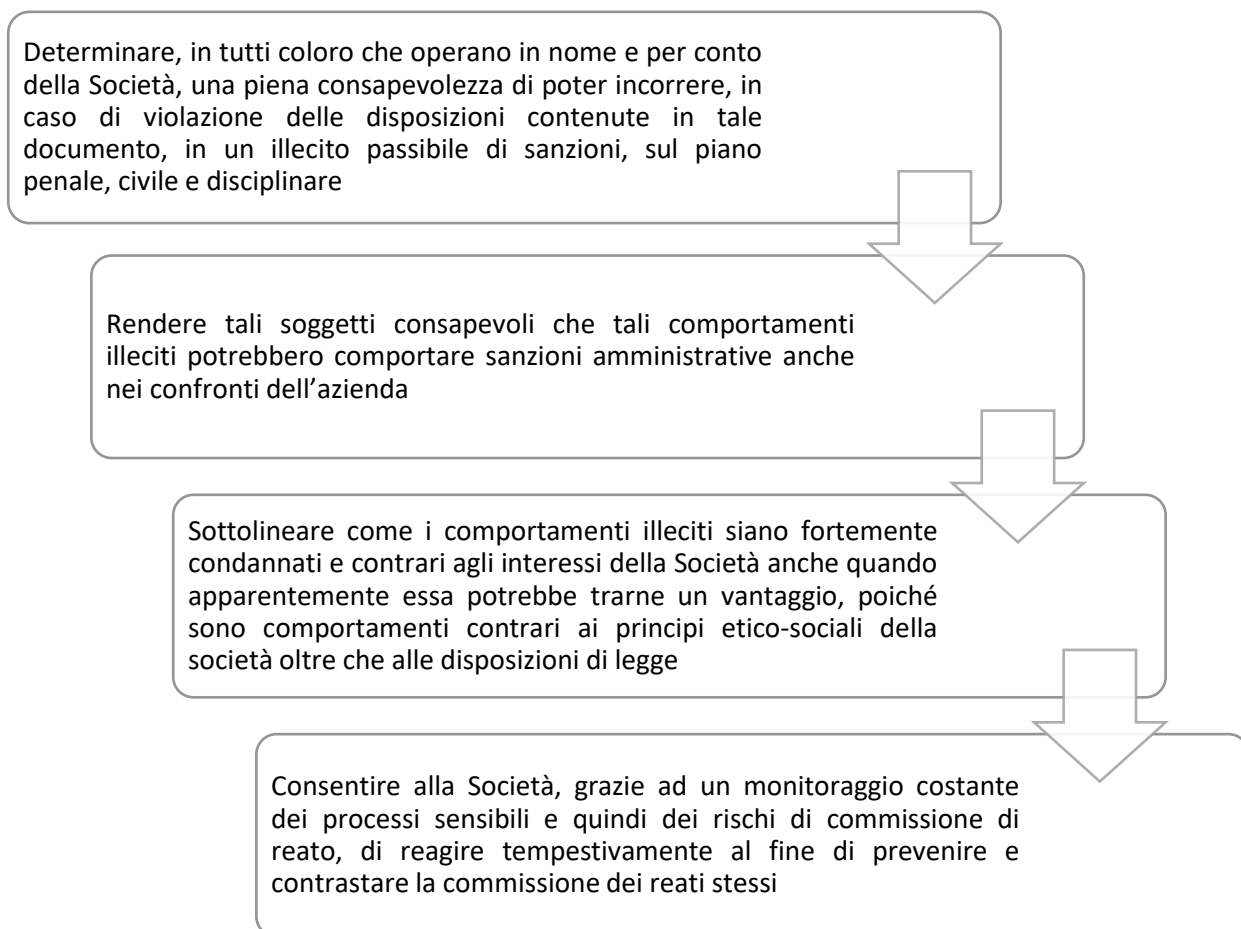 Determinare, in tutti coloro che operano in nome e per conto
della Società, una piena consapevolezza di poter incorrere, in
caso di violazione delle disposizioni contenute in tale
documento, in un illecito passibile di sanzioni, sul piano
penale, civile e disciplinare
Rendere tali soggetti consapevoli che tali comportamenti
illeciti potrebbero comportare sanzioni amministrative anche
nei confronti dell’azienda
Sottolineare come i comportamenti illeciti siano fortemente
condannati e contrari agli interessi della Società anche quando
apparentemente essa potrebbe trarne un vantaggio, poiché
sono comportamenti contrari ai principi etico-sociali della
società oltre che alle disposizioni di legge
Consentire alla Società, grazie ad un monitoraggio costante
dei processi sensibili e quindi dei rischi di commissione di
reato, di reagire tempestivamente al fine di prevenire e
contrastare la commissione dei reati stessi